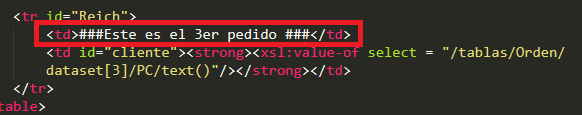 <tr id="Reich">
<td>###Este es el 3er pedido ###</td>
<td id="cliente"><strong><xsl:value-of select = "/tablas/Orden/
dataset[3]/PC/text()"/></strong></td>
</tr>
table>